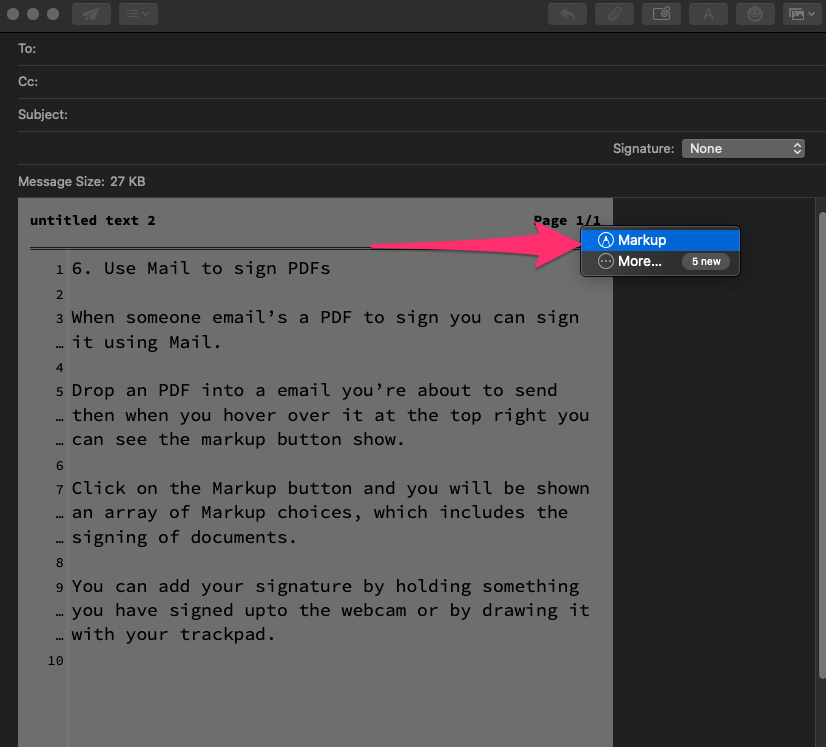 To:
Cc:
Subject:
Signature: None
Message Size: 27 KB
untitled text 2 Page 1/1
Markup
More... 5 new
1 6. Use Mail to sign PDFs
2
3 When someone email’s a PDF to sign you can sign
… it using Mail.
4
5 Drop an PDF into a email you’re about to send
… then when you hover over it at the top right you
… can see the markup button show.
6
7 Click on the Markup button and you will be shown
… an array of Markup choices, which includes the
… signing of documents.
8
9 You can add your signature by holding something
… you have signed upto the webcam or by drawing it
… with your trackpad.
10